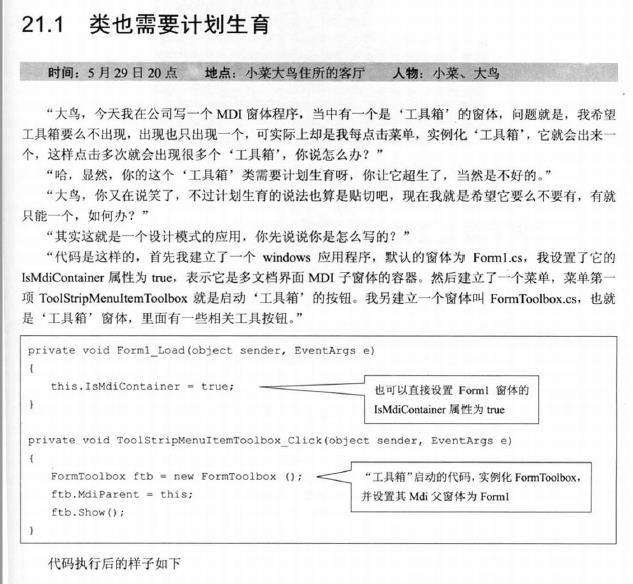 21.1 类也需要计划生育
时间：5月29日20点 地点：小菜大鸟住所的客厅 人物：小菜、大鸟
“大鸟，今天我在公司写一个 MDI 窗体程序，当中有一个是‘工具箱’的窗体，问题就是，我希望
工具箱要么不出现，出现也只出现一个，可实际上却是我每点击菜单，实例化‘工具箱’，它就会出来一
个，这样点击多次就会出现很多个‘工具箱’，你说怎么办？”
“哈，显然，你的这个‘工具箱’类需要计划生育呀，你让它超生了，当然是不好的。”
“大鸟，你又在说笑了，不过计划生育的说法也算是贴切吧，现在我就是希望它要么不要有，有就
只能一个，如何办？”
“其实这就是一个设计模式的应用，你先说说你是怎么写的？”
“代码是这样的，首先我建立了一个 windows 应用程序，默认的窗体为 Form1.cs，我设置了它的
IsMdiContainer 属性为 true，表示它是多文档界面 MDI 子窗体的容器。然后建立了一个菜单，菜单第一
项 ToolStripMenuItemToolbox 就是启动‘工具箱’的按钮。我另建立一个窗体叫 FormToolbox.cs，也就
是‘工具箱’窗体，里面有一些相关工具按钮。”
private void Form1_Load(object sender, EventArgs e)
{
this.IsMdiContainer = true;
也可以直接设置 Form1 窗体的
IsMdiContainer 属性为 true
}
private void ToolStripMenuItemToolbox_Click(object sender, EventArgs e)
{
FormToolbox ftb = new FormToolbox ();
“工具箱”启动的代码，实例化 FormToolbox，
并设置其 Mdi 父窗体为 Form1
ftb.MdiParent = this;
ftb.Show();
}
代码执行后的样子如下